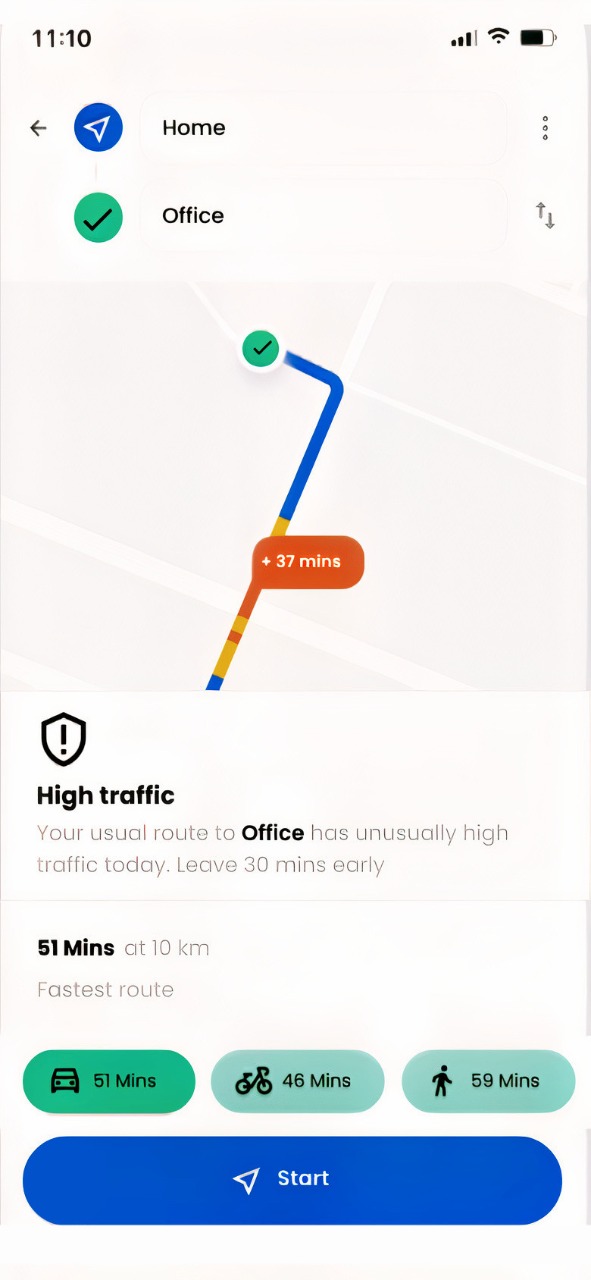 11:10
Home
Office
+ 37 mins
High traffic
Your usual route to Office has unusually high
traffic today. Leave 30 mins early
51 Mins at 10 km
Fastest route
51 Mins
46 Mins
59 Mins
Start